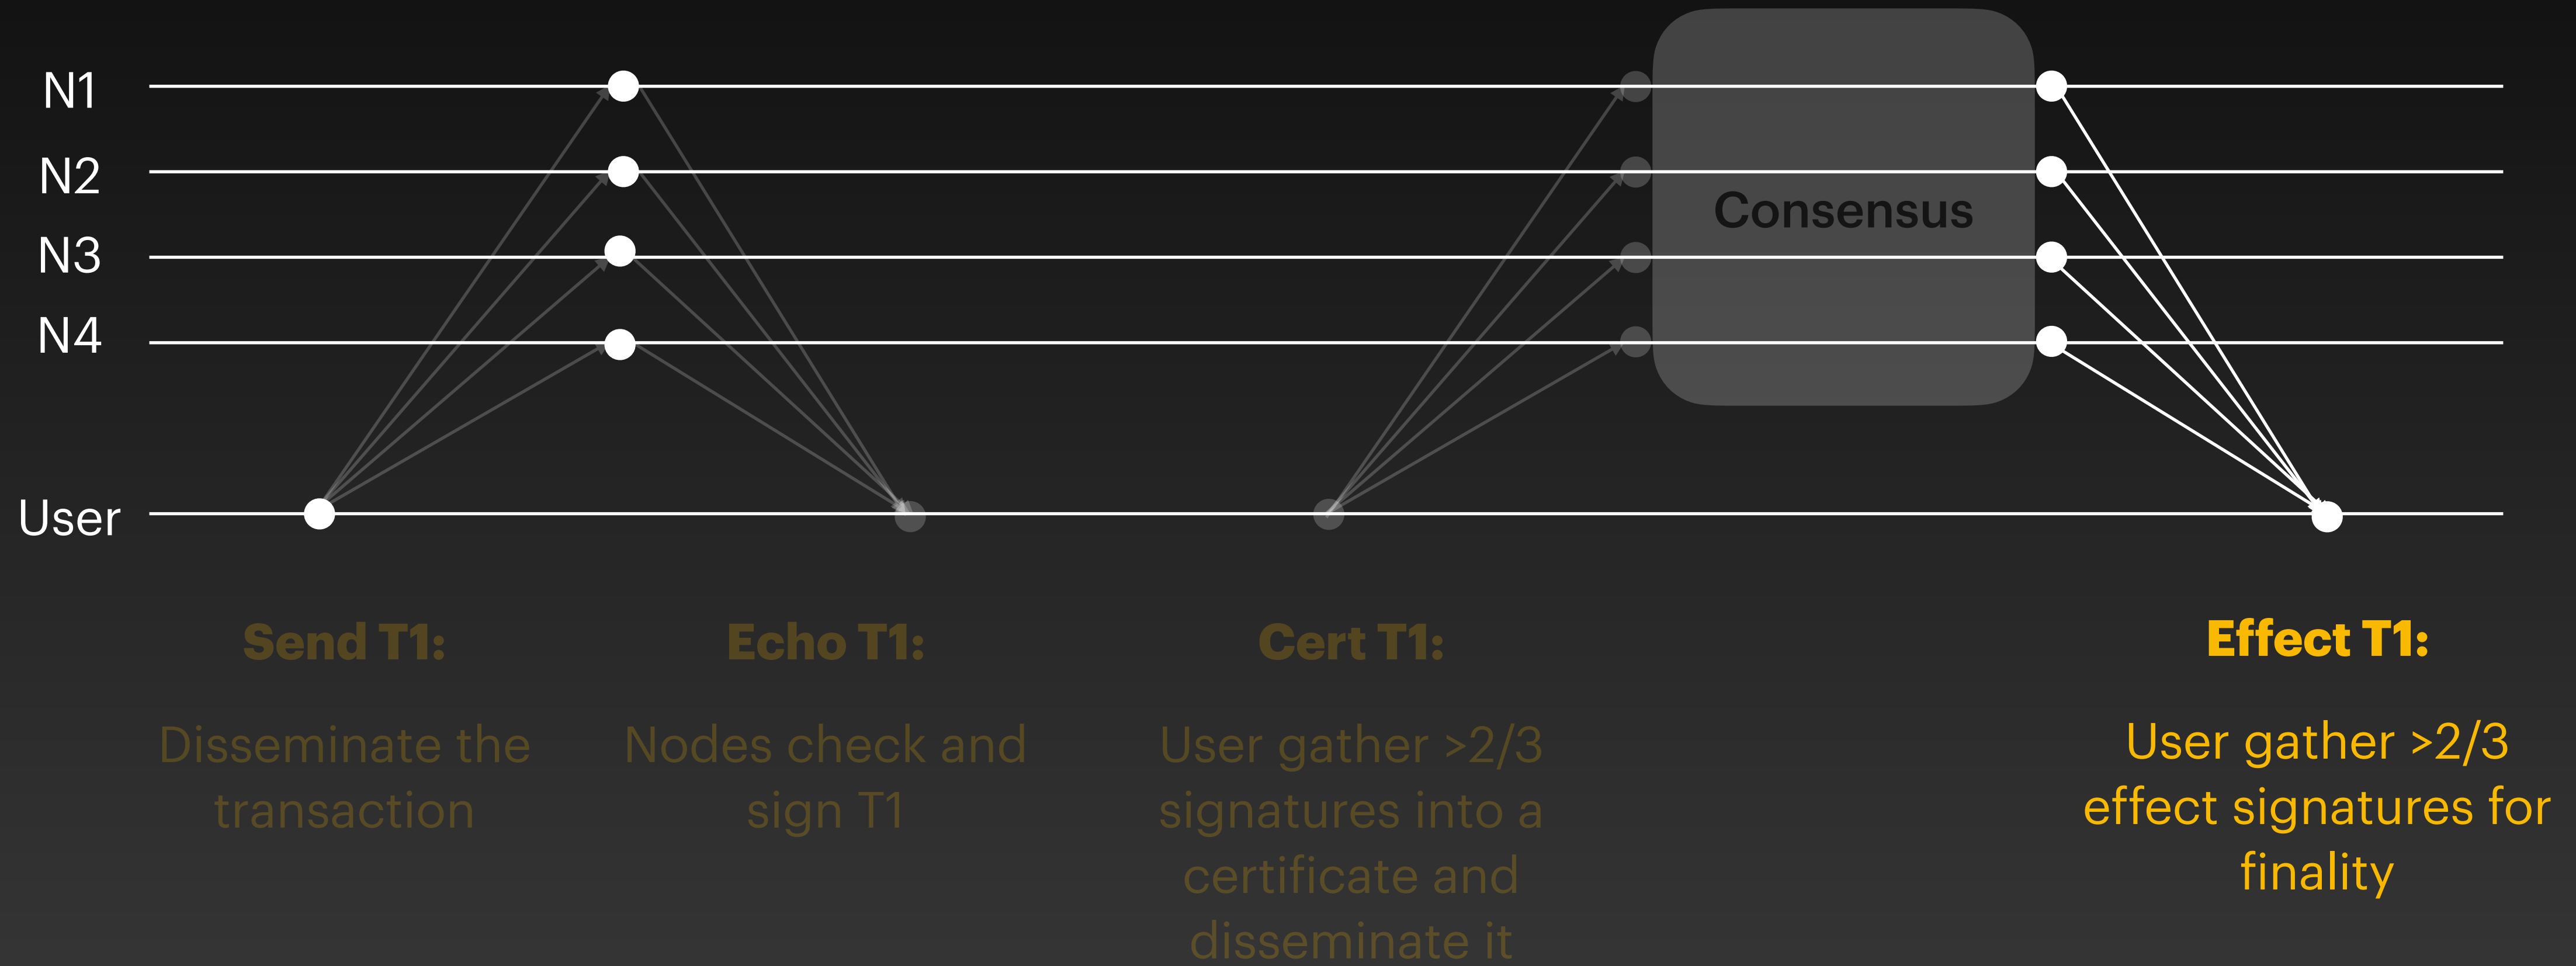 N1
N2
Consensus
N3
N4
User
Send T1:
Disseminate the
transaction
Echo T1:
Nodes check and
sign T1
Cert T1:
User gather >2/3
signatures into a
certificate and
disseminate it
Effect T1:
User gather >2/3
effect signatures for
finality